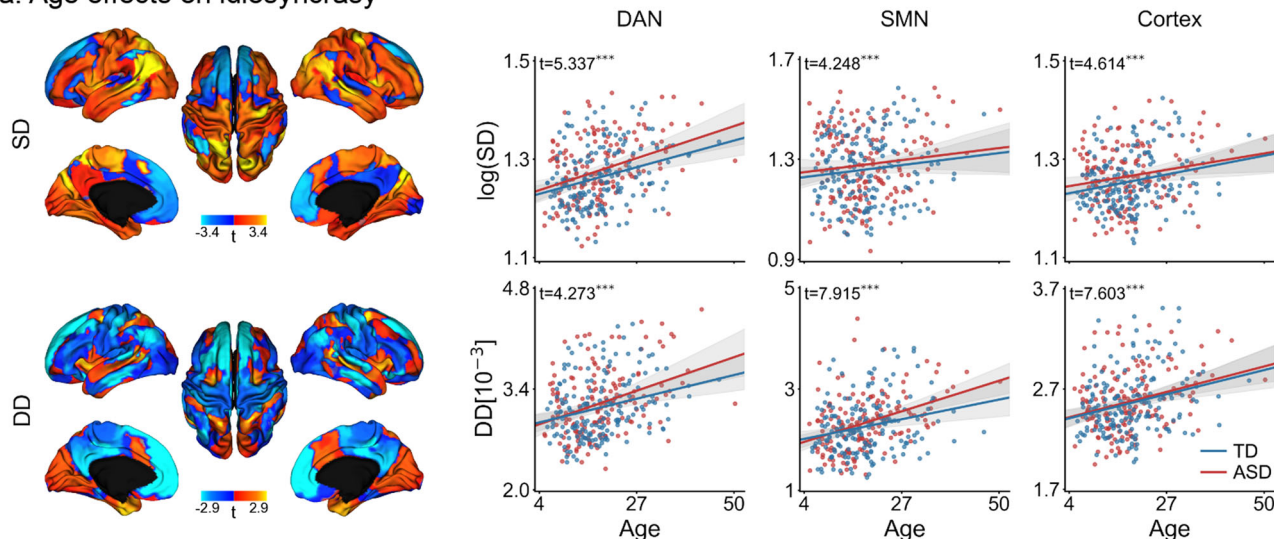 a. Age effects on idiosyncrasy
DAN
SMN
Cortex
SD
-3.4 t 3.4
log(SD)
1.5
1.3
1.1
t=5.337***
1.7
1.3
0.9
t=4.248***
1.5
1.3
1.1
t=4.614***
DD
-2.9 t 2.9
DD[10⁻³]
4.8
3.4
2.0
t=4.273***
4 27 50
Age
5
3
1
t=7.915***
4 27 50
Age
3.7
2.7
1.7
t=7.603***
TD
ASD
4 27 50
Age